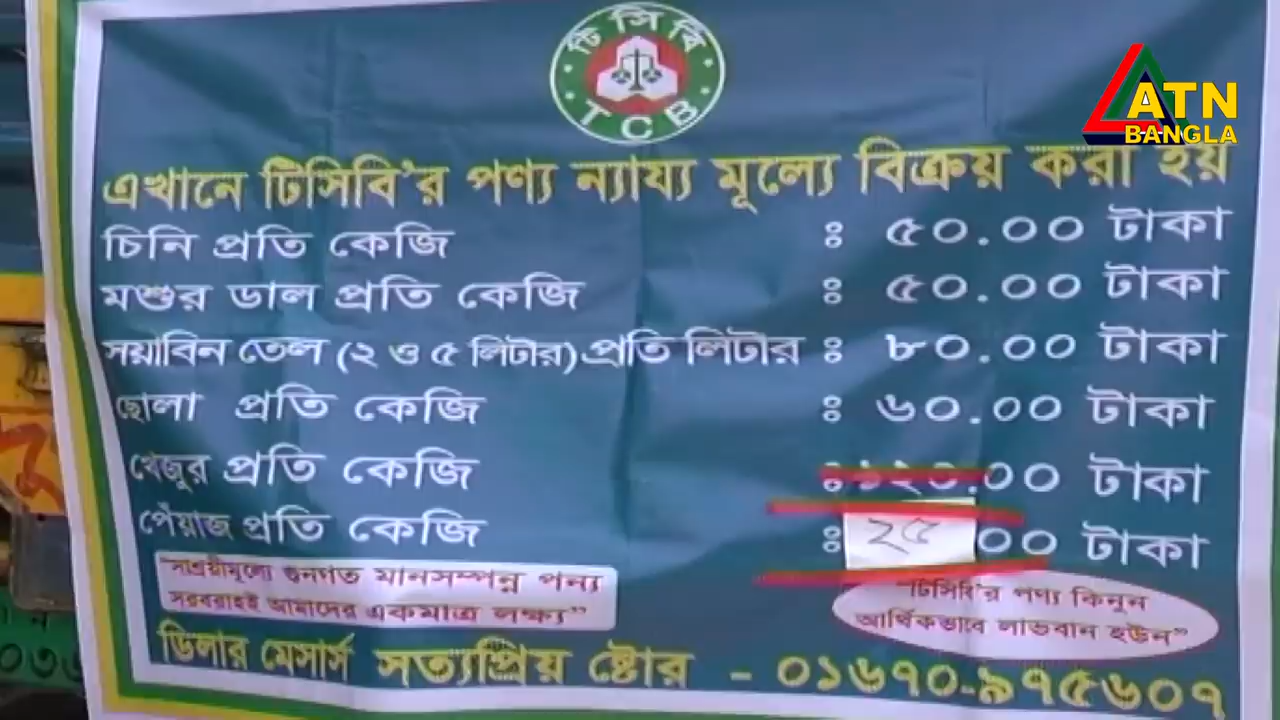 টি সি বি
TCB
ATN
BANGLA
এখানে টিসিবি’র পণ্য ন্যায্য মূল্যে বিক্রয় করা হয়
চিনি প্রতি কেজি : ৫০.০০ টাকা
মশুর ডাল প্রতি কেজি : ৫০.০০ টাকা
সয়াবিন তেল (২ ও ৫ লিটার) প্রতি লিটার : ৮০.০০ টাকা
ছোলা প্রতি কেজি : ৬০.০০ টাকা
খেজুর প্রতি কেজি : ১২০.০০ টাকা
পেঁয়াজ প্রতি কেজি : ২৫ ০০ টাকা
“সাশ্রয়ীমূল্যে গুনগত মানসম্পন্ন পন্য
সরবরাহই আমাদের একমাত্র লক্ষ্য”
“টিসিবি’র পণ্য কিনুন
আর্থিকভাবে লাভবান হউন”
ডিলার মেসার্স সত্যপ্রিয় ষ্টোর - ০১৬৭০-৯৭৫৬০৭